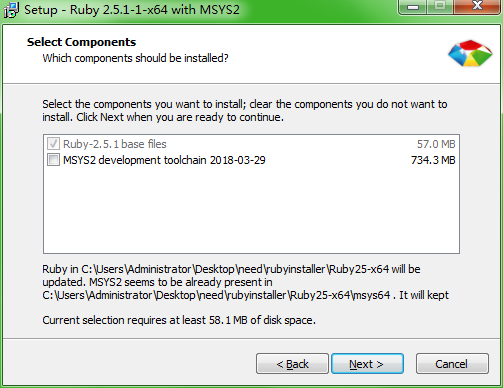 Setup - Ruby 2.5.1-1-x64 with MSYS2
Select Components
Which components should be installed?
Select the components you want to install; clear the components you do not want to
install. Click Next when you are ready to continue.
Ruby-2.5.1 base files 57.0 MB
MSYS2 development toolchain 2018-03-29 734.3 MB
Ruby in C:\Users\Administrator\Desktop\need\rubyinstaller\Ruby25-x64 will be
updated. MSYS2 seems to be already present in
C:\Users\Administrator\Desktop\need\rubyinstaller\Ruby25-x64\msys64 . It will kept
Current selection requires at least 58.1 MB of disk space.
< Back Next > Cancel